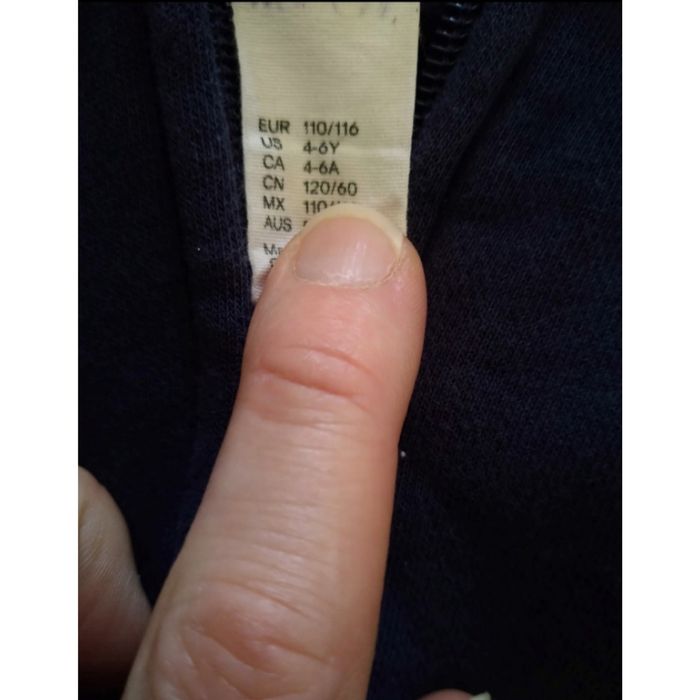 EUR 110/116
US 4-6Y
CA 4-6A
CN 120/60
MX 110
AUS